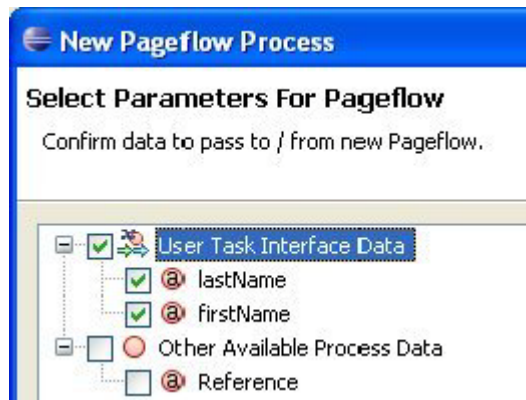 New Pageflow Process
Select Parameters For Pageflow
Confirm data to pass to / from new Pageflow.
User Task Interface Data
@ lastName
@ firstName
Other Available Process Data
@ Reference